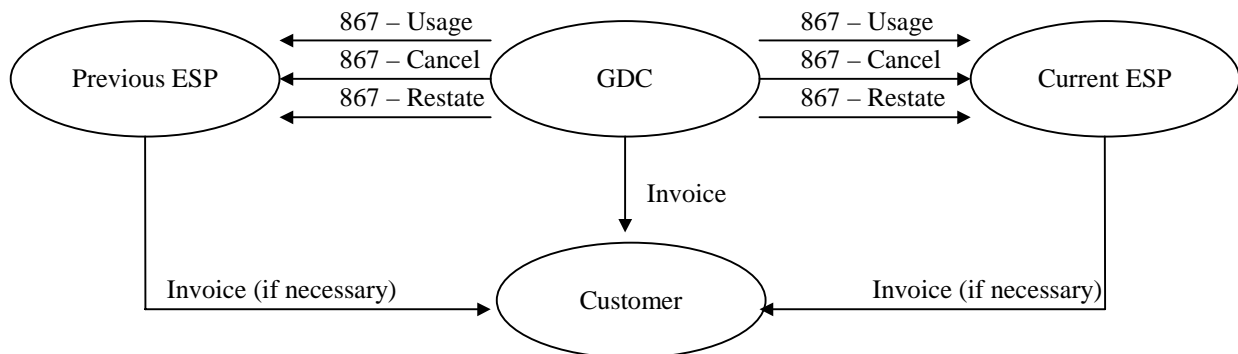 867 – Usage
867 – Usage
867 – Cancel
867 – Cancel
Previous ESP
GDC
Current ESP
867 – Restate
867 – Restate
Invoice
Invoice (if necessary)
Customer
Invoice (if necessary)